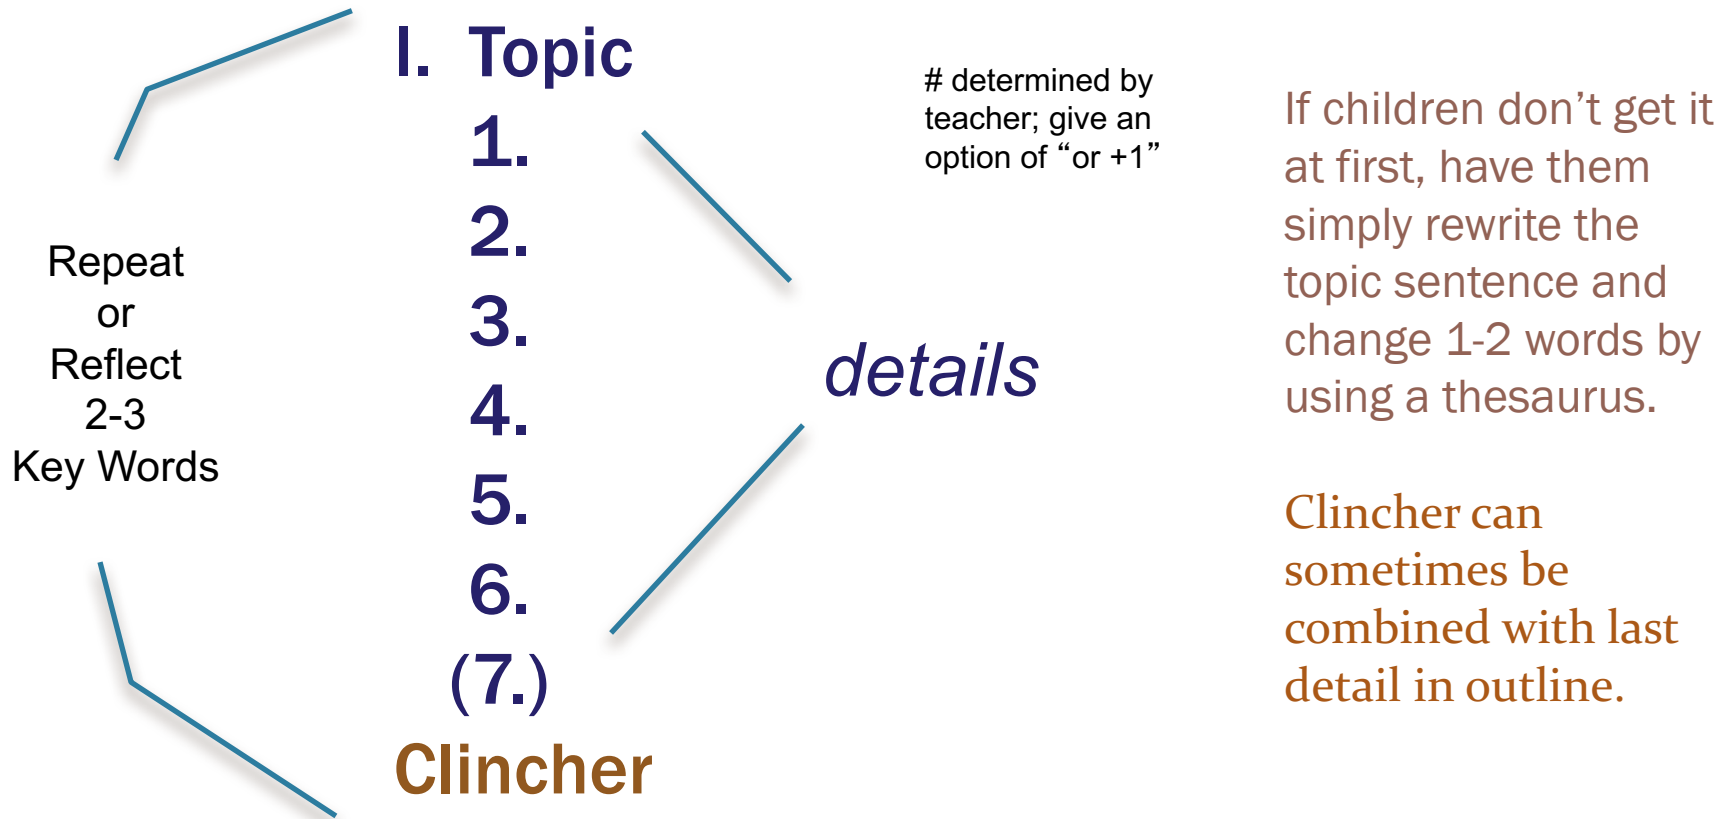 I. Topic
1.
2.
3.
4.
5.
6.
(7.)
Clincher
Repeat
or
Reflect
2-3
Key Words
details
# determined by
teacher; give an
option of “or +1”
If children don’t get it
at first, have them
simply rewrite the
topic sentence and
change 1-2 words by
using a thesaurus.
Clincher can
sometimes be
combined with last
detail in outline.